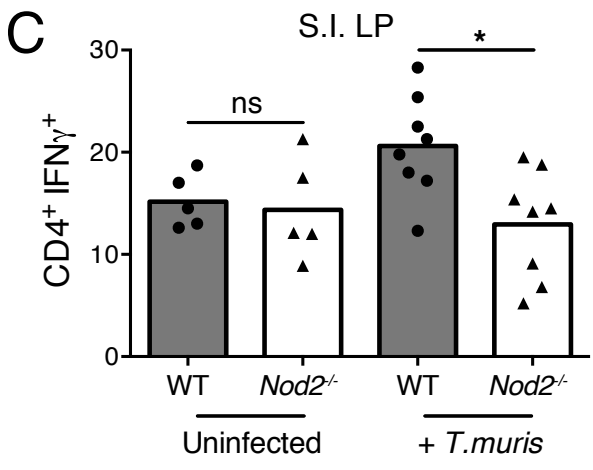 C
S.I. LP
CD4⁺ IFNγ⁺
30
20
10
0
ns
*
WT
Nod2⁻/⁻
WT
Nod2⁻/⁻
Uninfected
+ T.muris